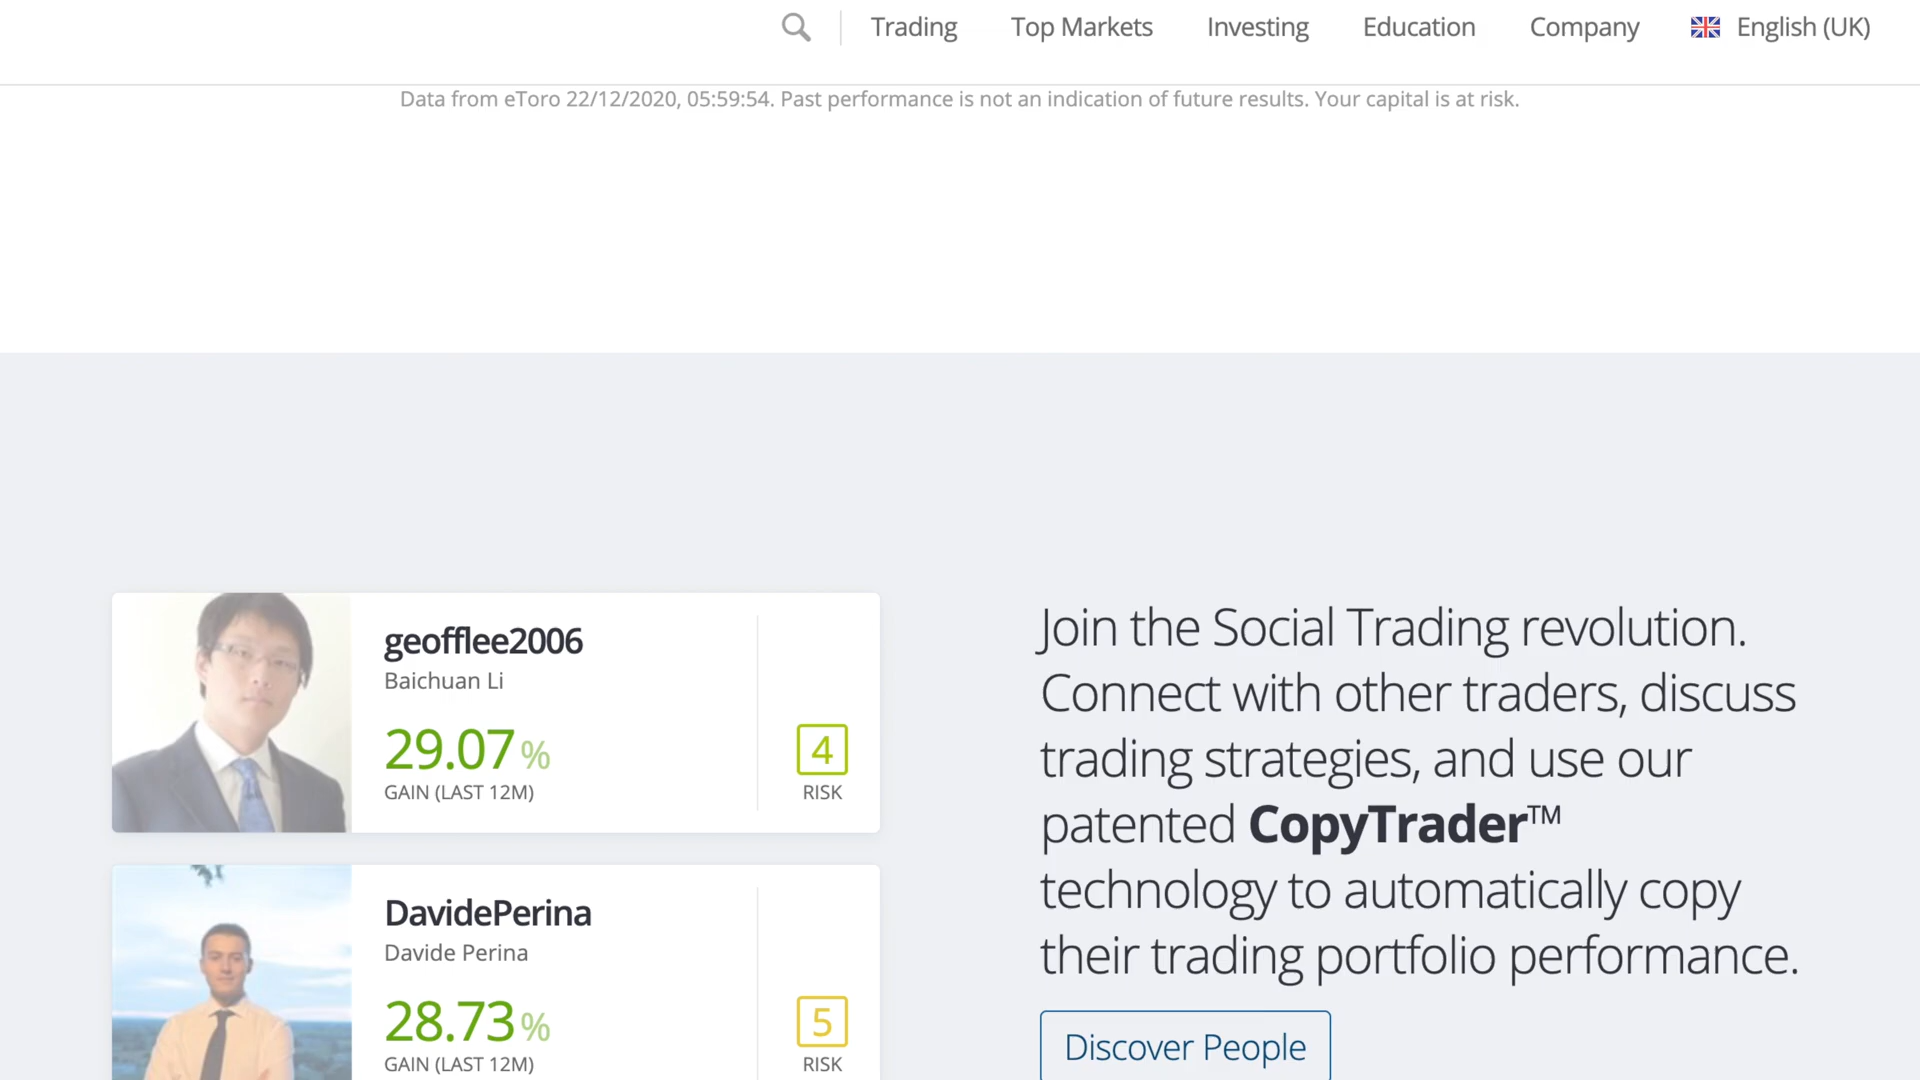 Trading Top Markets Investing Education Company English (UK)
Data from eToro 22/12/2020, 05:59:54. Past performance is not an indication of future results. Your capital is at risk.
geofflee2006
Baichuan Li
29.07%
GAIN (LAST 12M)
4
RISK
DavidePerina
Davide Perina
28.73%
GAIN (LAST 12M)
5
RISK
Join the Social Trading revolution.
Connect with other traders, discuss
trading strategies, and use our
patented CopyTrader™
technology to automatically copy
their trading portfolio performance.
Discover People